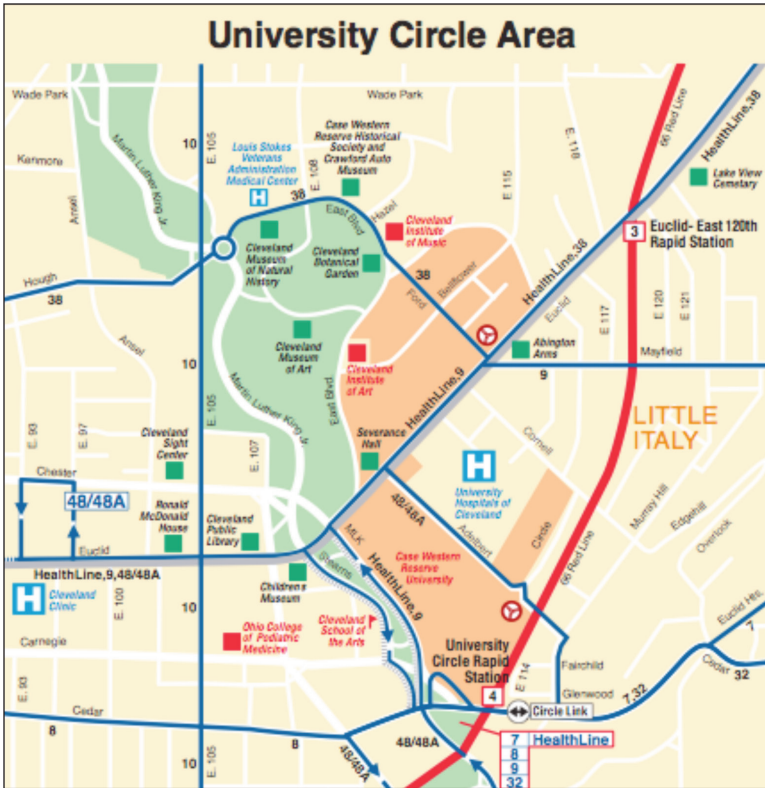 University Circle Area
Wade Park
Wade Park
Martin Luther King Jr.
10
E. 105
Louis Stokes
Veterans
Administration
Medical Center
H
E. 108
Case Western
Reserve Historical
Society and
Crawford Auto
Museum
E. 115
E. 118
66 Red Line
HealthLine,38
Lake View
Cemetary
Kenmore
Ansel
38
East Blvd
Hazel
Cleveland
Institute
of Music
3
Euclid- East 120th
Rapid Station
Cleveland
Museum
of Natural
History
Cleveland
Botanical
Garden
38
Ford
Bellflower
HealthLine,38
Euclid
Hough
38
E 117
E. 120
E. 121
Ansel
10
Cleveland
Museum
of Art
Cleveland
Institute
of Art
Abington
Arms
Mayfield
9
E. 105
Martin Luther King Jr.
East Blvd.
HealthLine,9
LITTLE
ITALY
E. 93
E. 97
Cleveland
Sight
Center
E. 107
Severance
Hall
Cornell
Chester
48/48A
H
University
Hospitals of
Cleveland
48/48A
Adelbert
Circle
Murray Hill
Edgehill
Overlook
Ronald
McDonald
House
Cleveland
Public
Library
Euclid
MLK
Stearns
HealthLine,9
Case Western
Reserve
University
66 Red Line
HealthLine,9,48/48A
H
Cleveland
Clinic
E. 100
10
Children's
Museum
Euclid Hts.
7
Carnegie
Ohio College
of Podiatric
Medicine
Cleveland
School of
the Arts
University
Circle Rapid
Station
E 114
Fairchild
Glenwood
Cedar
32
E. 93
4
Circle Link
7,32
Cedar
8
8
48/48A
48/48A
10
E. 105
7 HealthLine
8
9
32